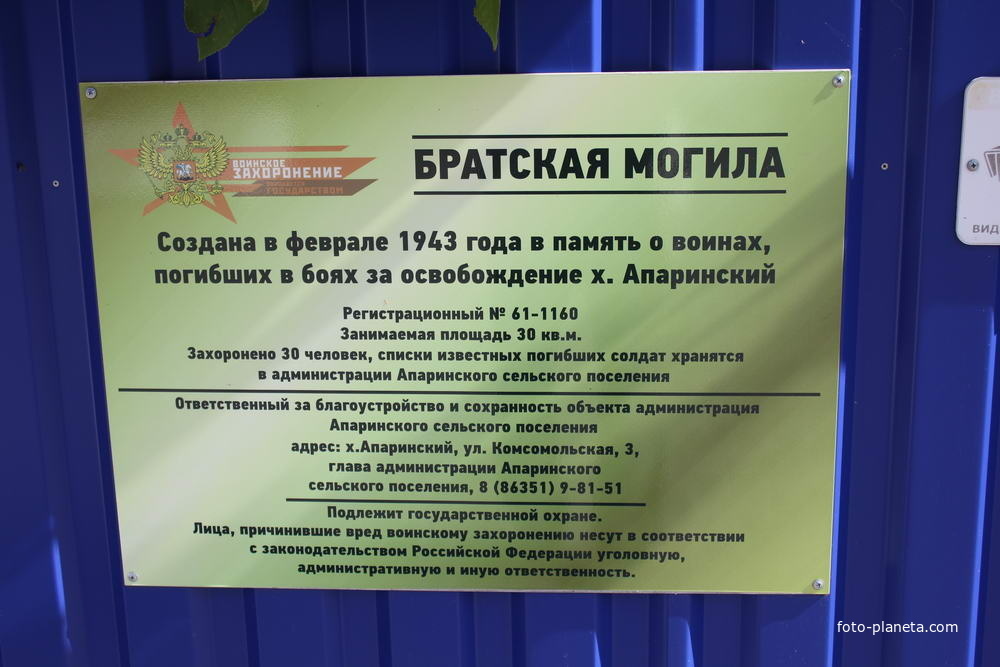 ВОИНСКОЕ
ЗАХОРОНЕНИЕ
ОХРАНЯЕТСЯ
ГОСУДАРСТВОМ
БРАТСКАЯ МОГИЛА
Создана в феврале 1943 года в память о воинах,
погибших в боях за освобождение х. Апаринский
Регистрационный № 61-1160
Занимаемая площадь 30 кв.м.
Захоронено 30 человек, списки известных погибших солдат хранятся
в администрации Апаринского сельского поселения
Ответственный за благоустройство и сохранность объекта администрация
Апаринского сельского поселения
адрес: х.Апаринский, ул. Комсомольская, 3,
глава администрации Апаринского
сельского поселения, 8 (86351) 9-81-51
Подлежит государственной охране.
Лица, причинившие вред воинскому захоронению несут в соответствии
с законодательством Российской Федерации уголовную,
административную и иную ответственность.
ВИД
foto-planeta.com